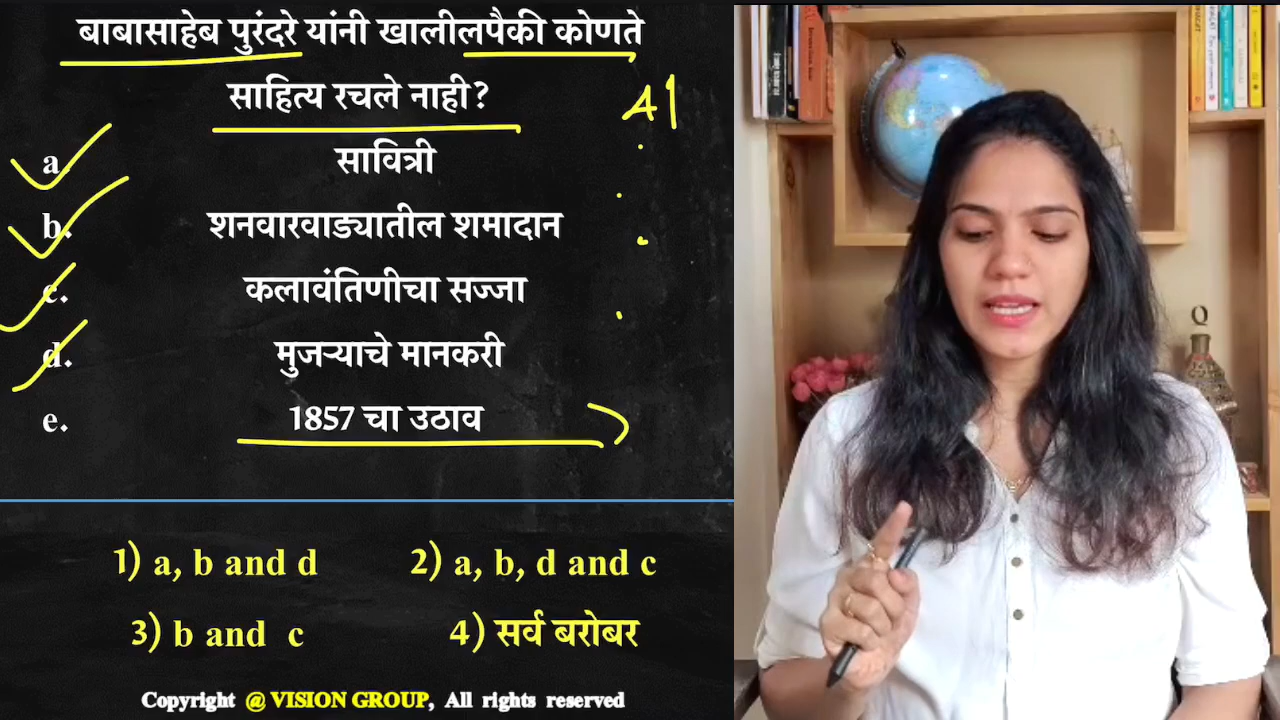 बाबासाहेब पुरंदरे यांनी खालीलपैकी कोणते
साहित्य रचले नाही?
A1
a. सावित्री
b. शनवारवाड्यातील शमादान
c. कलावंतिणीचा सज्जा
d. मुजऱ्याचे मानकरी
e. 1857 चा उठाव
1) a, b and d 2) a, b, d and c
3) b and c 4) सर्व बरोबर
Copyright @ VISION GROUP, All rights reserved